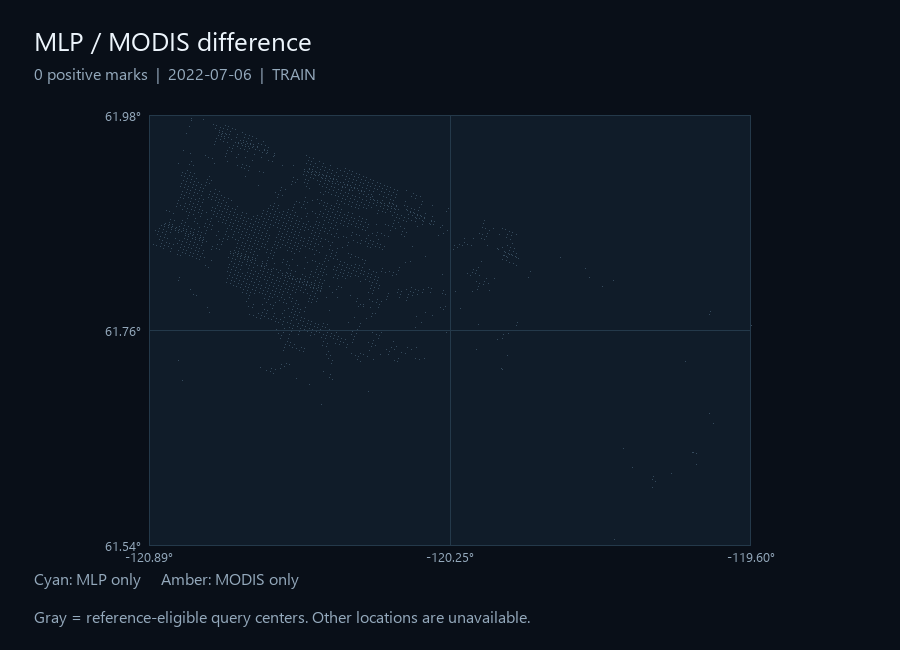 MLP / MODIS difference
0 positive marks | 2022-07-06 | TRAIN
61.98°
61.76°
61.54°
-120.89°
-120.25°
-119.60°
Cyan: MLP only
Amber: MODIS only
Gray = reference-eligible query centers. Other locations are unavailable.